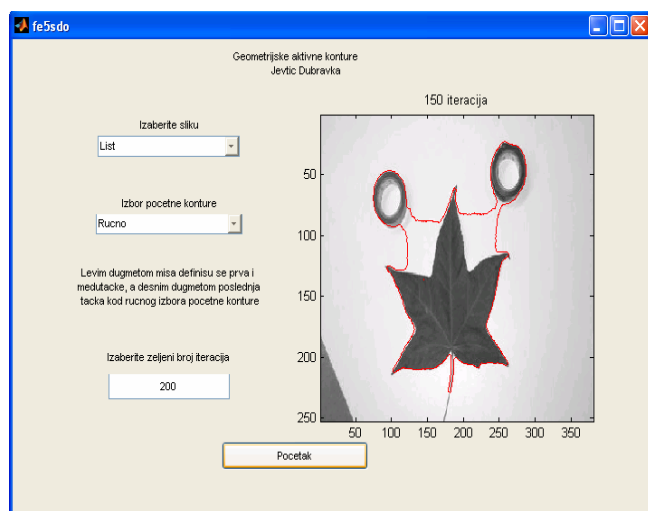 fe5sdo
Geometrijske aktivne konture
Jevtic Dubravka
Izaberite sliku
List
Izbor pocetne konture
Rucno
Levim dugmetom misa definisu se prva i
medutacke, a desnim dugmetom poslednja
tacka kod rucnog izbora pocetne konture
Izaberite zeljeni broj iteracija
200
Pocetak
150 iteracija
50
100
150
200
250
50 100 150 200 250 300 350